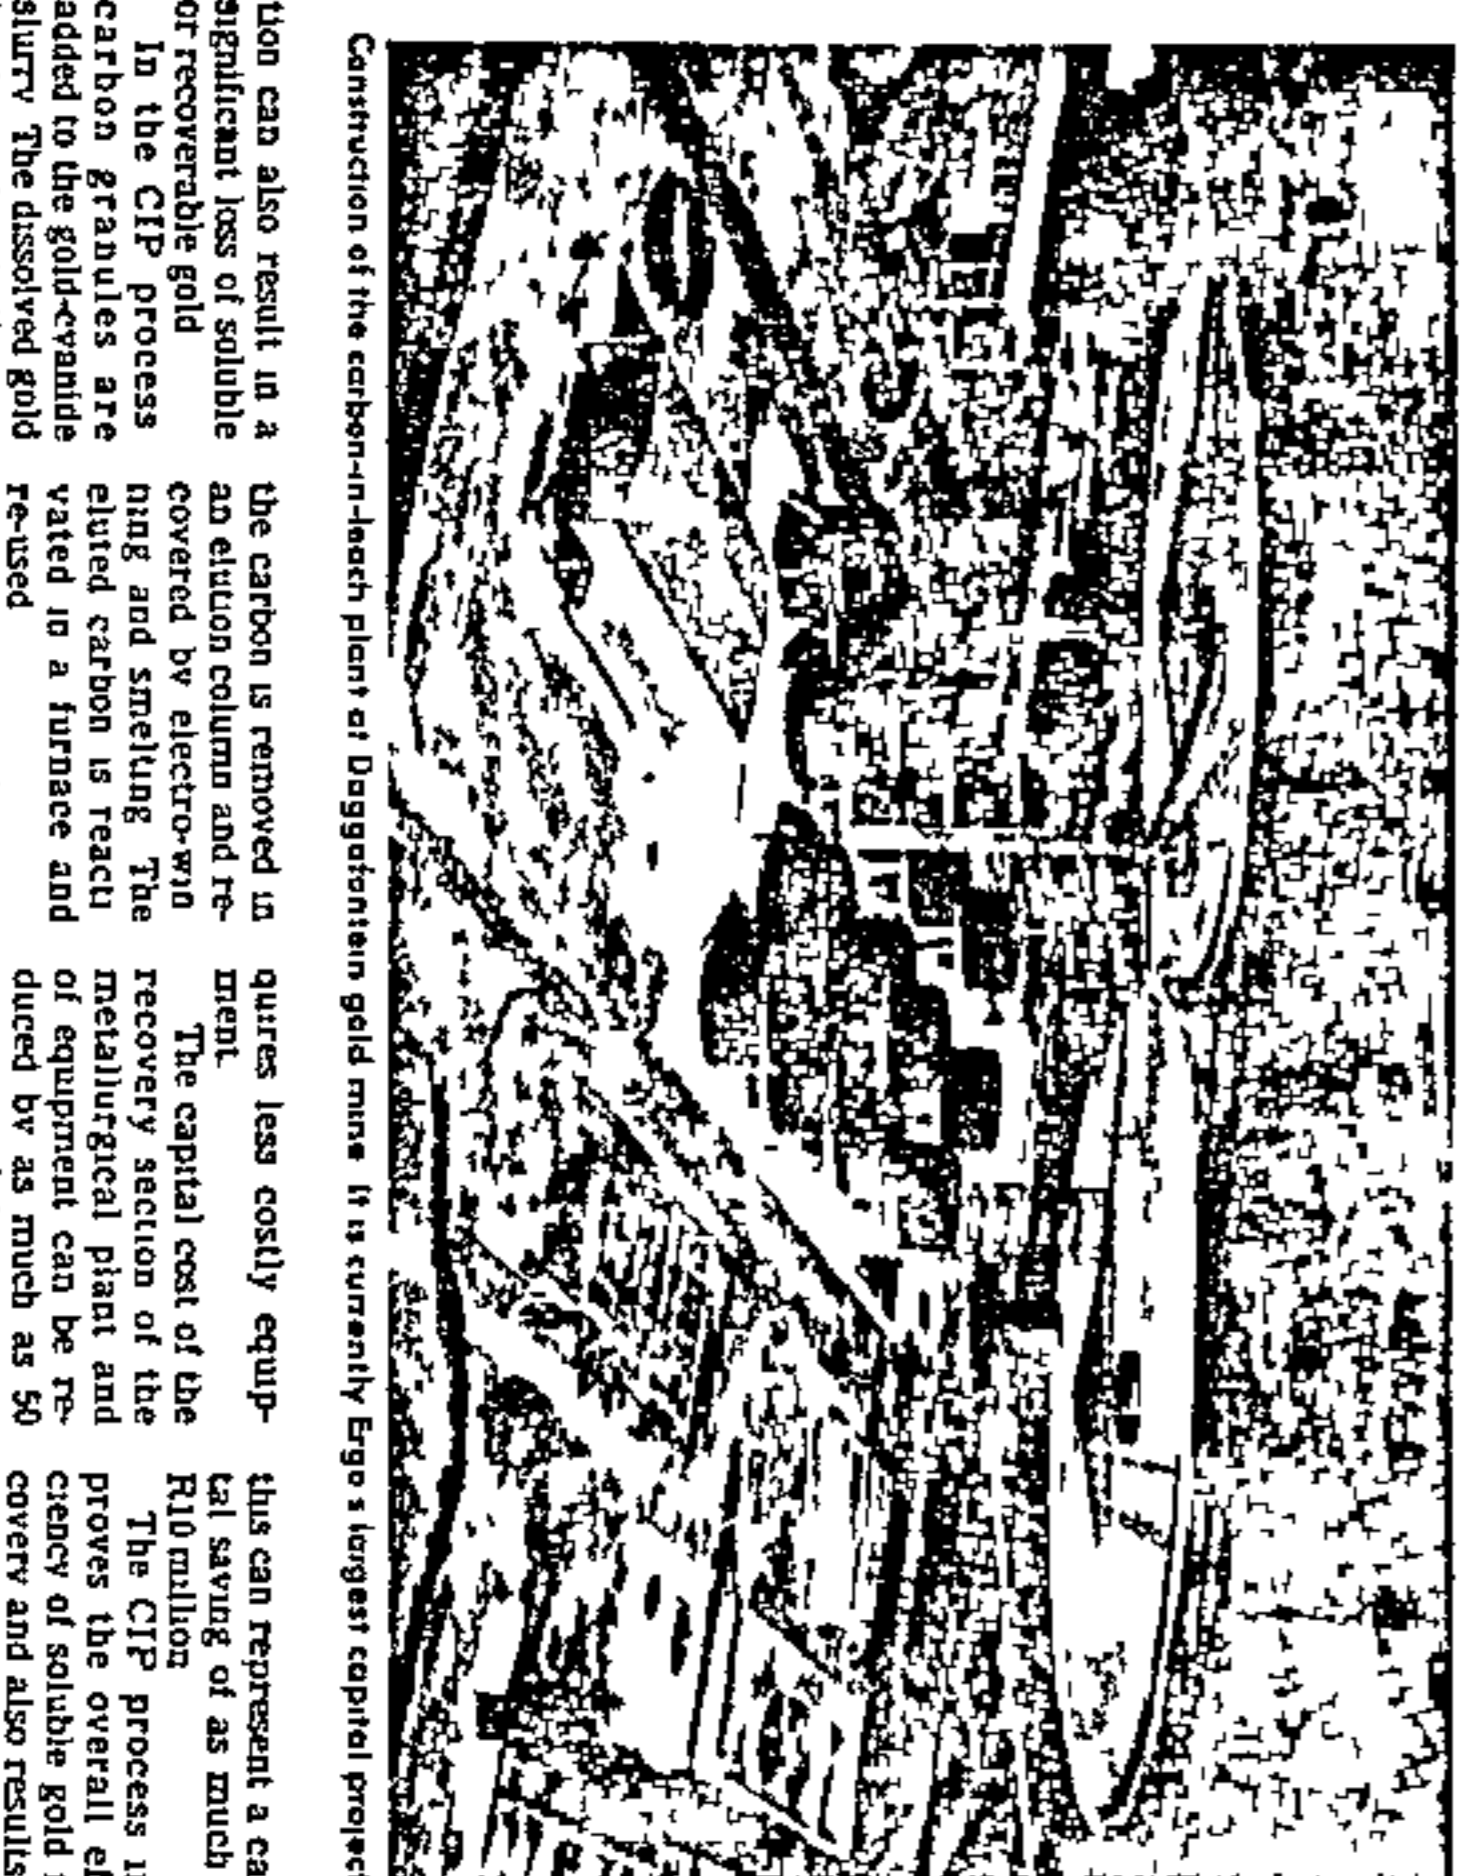 Construction of the carbon-in-leach plant at Daggafontein gold mine It is currently Ergo s largest capital project
tion can also result in a
significant loss of soluble
or recoverable gold
In the CIP process
carbon granules are
added to the gold-cyanide
slurry The dissolved gold
the carbon is removed in
an elution column and re-
covered by electro-win
ning and smelting The
eluted carbon is reacti
vated in a furnace and
re-used
quires less costly equip-
ment
The capital cost of the
recovery section of the
metallurgical plant and
of equipment can be re-
duced by as much as 50
this can represent a ca
tal saving of as much
R10 million
The CIP process
proves the overall
ciency of soluble gold
covery and also results